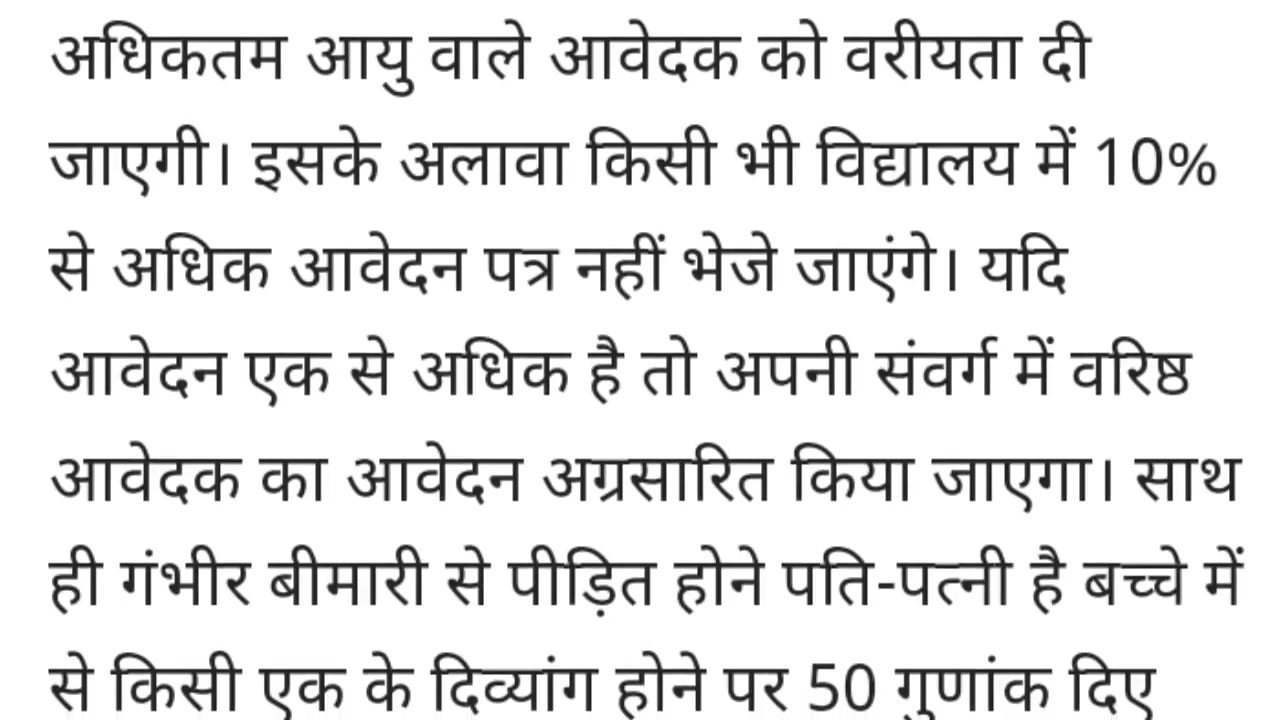 अधिकतम आयु वाले आवेदक को वरीयता दी
जाएगी। इसके अलावा किसी भी विद्यालय में 10%
से अधिक आवेदन पत्र नहीं भेजे जाएंगे। यदि
आवेदन एक से अधिक है तो अपनी संवर्ग में वरिष्ठ
आवेदक का आवेदन अग्रसारित किया जाएगा। साथ
ही गंभीर बीमारी से पीड़ित होने पति-पत्नी है बच्चे में
से किसी एक के दिव्यांग होने पर 50 गुणांक दिए